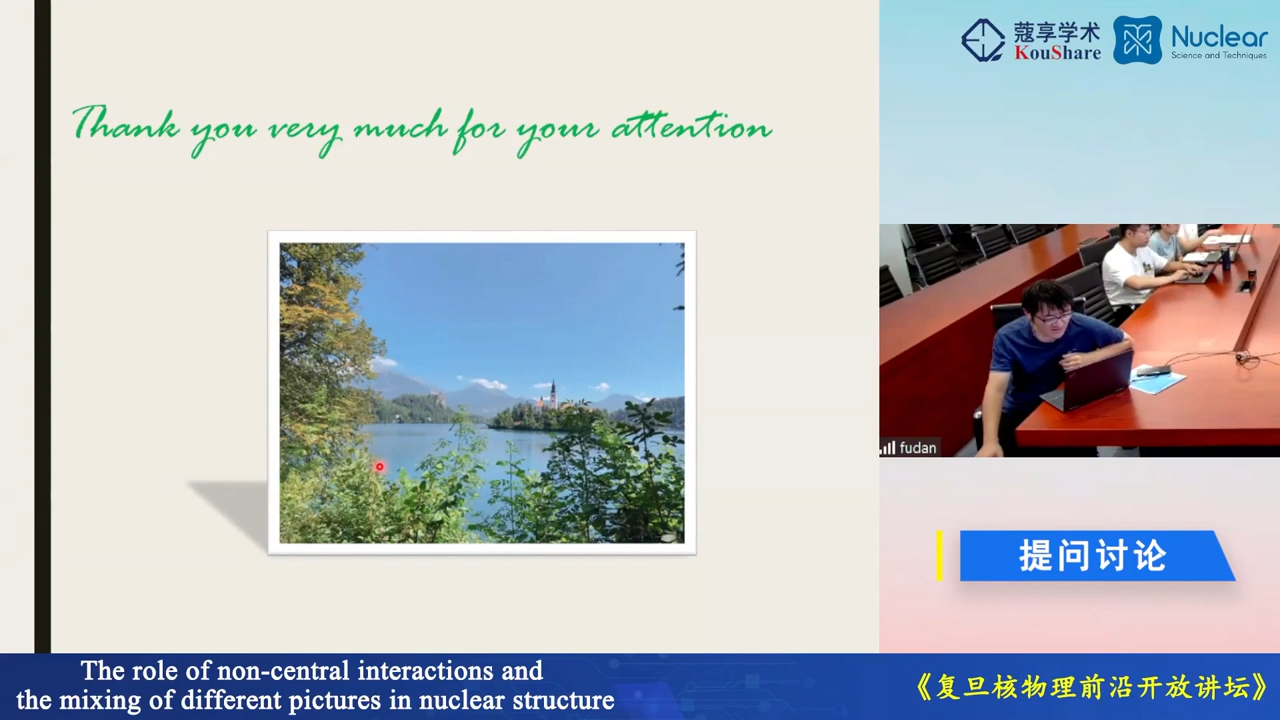 Thank you very much for your attention
蔻享学术
KouShare
Nuclear
Science and Techniques
fudan
提问讨论
The role of non-central interactions and
the mixing of different pictures in nuclear structure
《复旦核物理前沿开放讲坛》